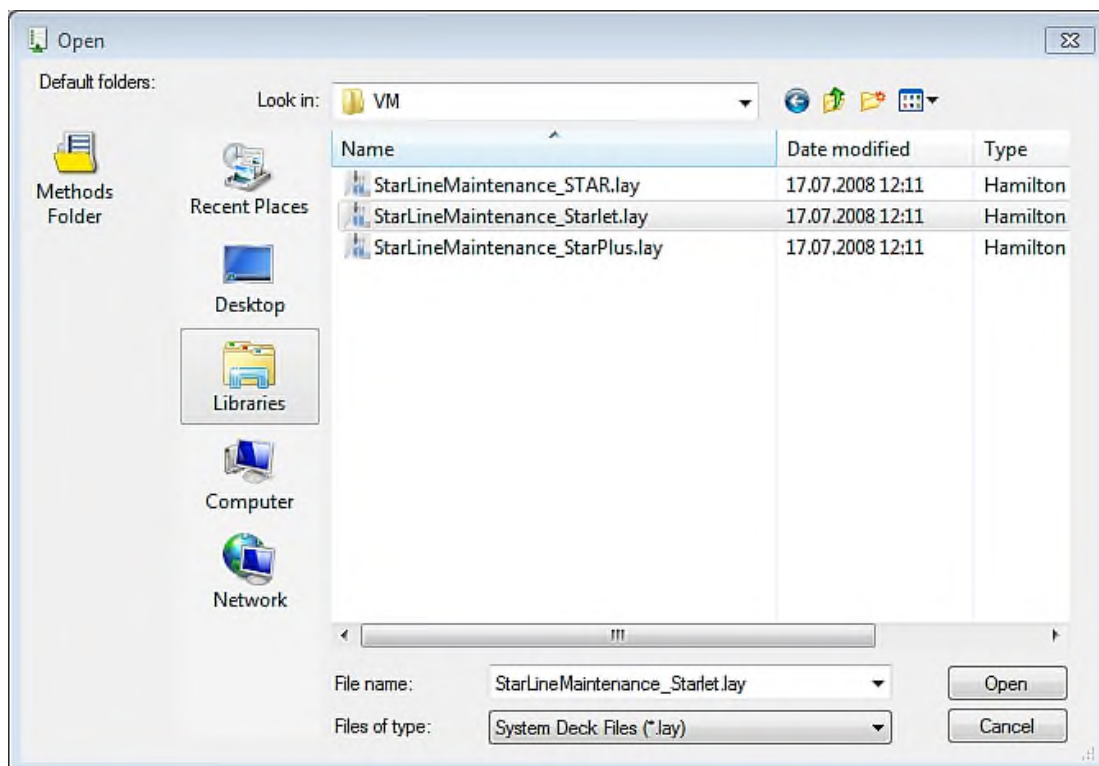 Open
Default folders:
Look in:
VM
Methods
Folder
Recent Places
Desktop
Libraries
Computer
Network
Name
Date modified
Type
StarLineMaintenance_STAR.lay
17.07.2008 12:11
Hamilton
StarLineMaintenance_Starlet.lay
17.07.2008 12:11
Hamilton
StarLineMaintenance_StarPlus.lay
17.07.2008 12:11
Hamilton
File name:
StarLineMaintenance_Starlet.lay
Open
Files of type:
System Deck Files (*.lay)
Cancel